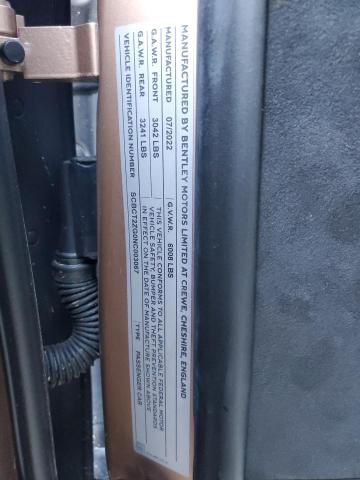 MANUFACTURED BY BENTLEY MOTORS LIMITED AT CREWE, CHESHIRE, ENGLAND
MANUFACTURED 07/2022 G.V.W.R. 6008 LBS
G.A.W.R. FRONT 3042 LBS
G.A.W.R. REAR 3241 LBS
THIS VEHICLE CONFORMS TO ALL APPLICABLE FEDERAL MOTOR
VEHICLE SAFETY, BUMPER AND THEFT PREVENTION STANDARDS
IN EFFECT ON THE DATE OF MANUFACTURE SHOWN ABOVE
VEHICLE IDENTIFICATION NUMBER SCBGT2ZG0NC003067 TYPE PASSENGER CAR